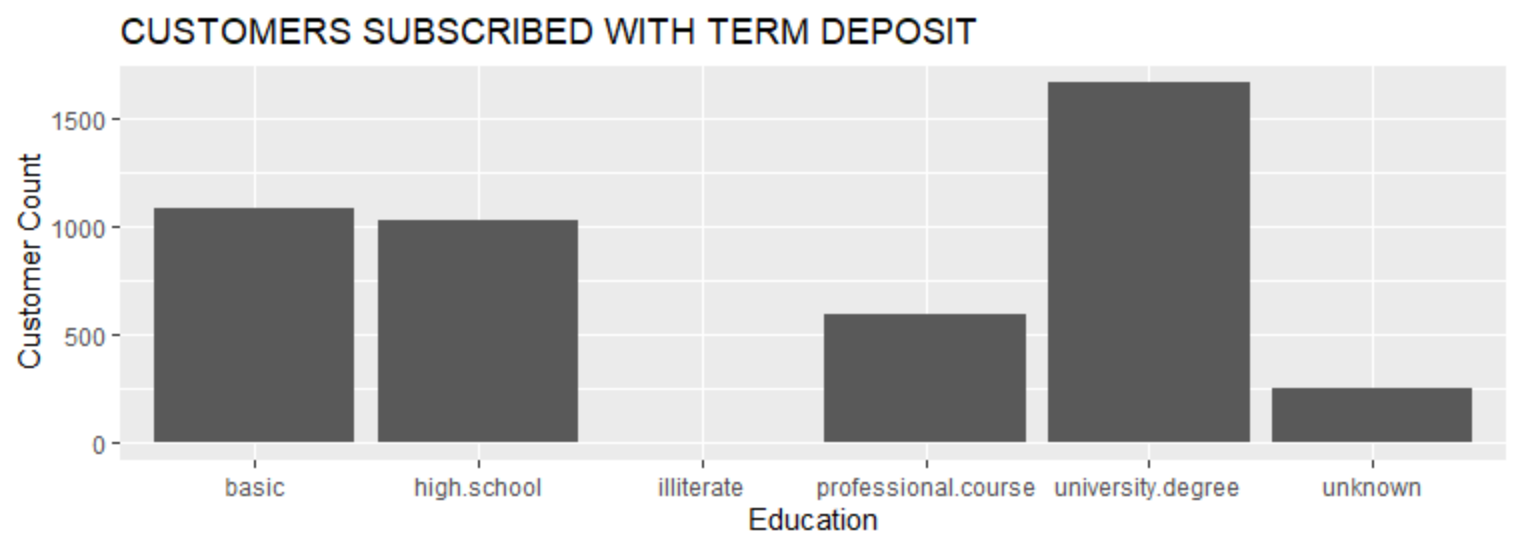 CUSTOMERS SUBSCRIBED WITH TERM DEPOSIT
Customer Count
1500
1000
500
0
basic high.school illiterate professional.course university.degree unknown
Education